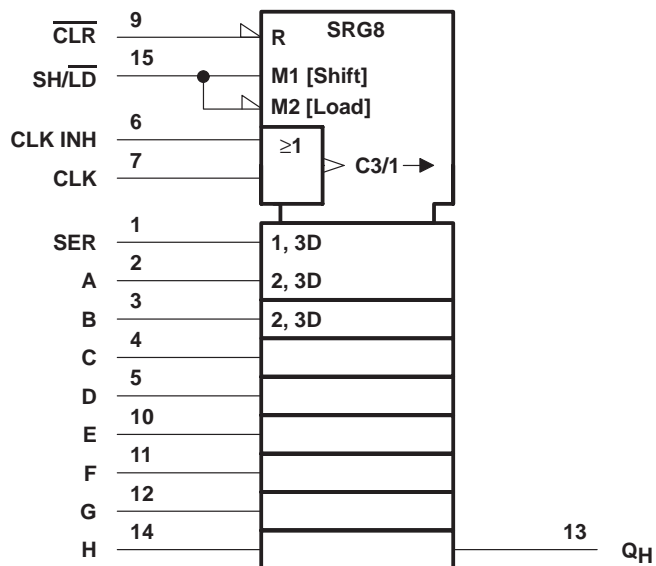 CLR 9 R SRG8
SH/LD 15 M1 [Shift]
M2 [Load]
CLK INH 6 ≥1
CLK 7 C3/1
SER 1 1, 3D
A 2 2, 3D
B 3 2, 3D
C 4
D 5
E 10
F 11
G 12
H 14 13 QH